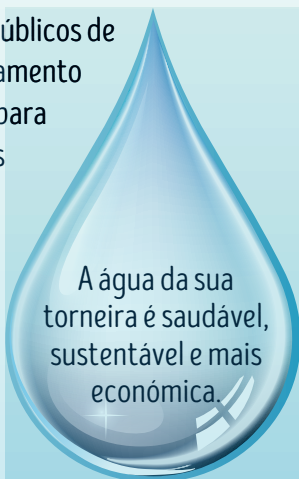 úblicos de
amento
para
s
A água da sua
torneira é saudável,
sustentável e mais
económica.